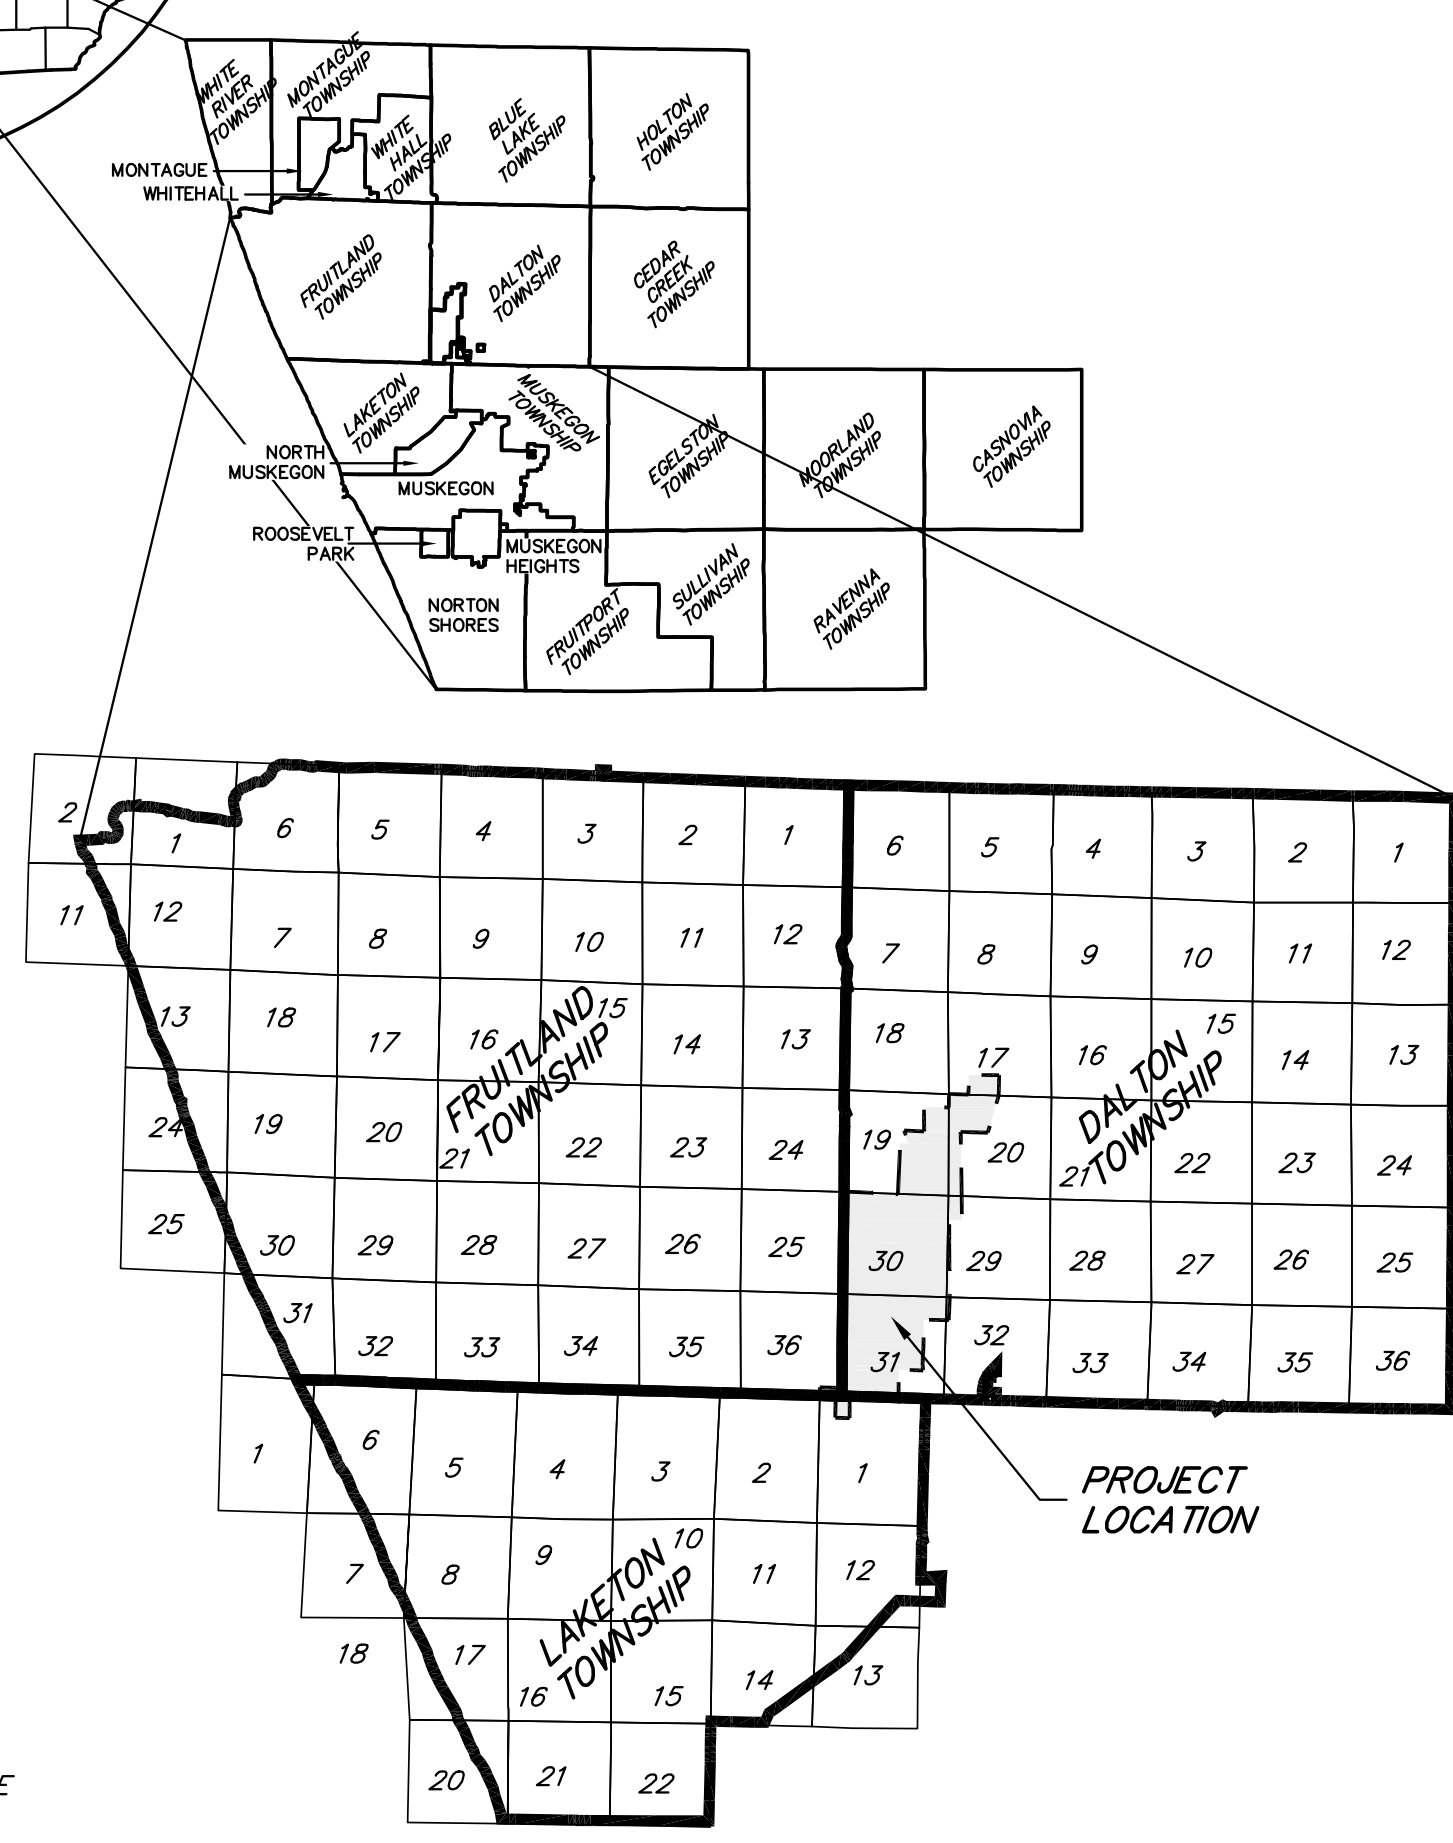 WHITE
RIVER
TOWNSHIP
MONTAGUE
TOWNSHIP
WHITE
HALL
TOWNSHIP
BLUE
LAKE
TOWNSHIP
HOLTON
TOWNSHIP
MONTAGUE
WHITEHALL
FRUITLAND
TOWNSHIP
DALTON
TOWNSHIP
CEDAR
CREEK
TOWNSHIP
LAKETON
TOWNSHIP
MUSKEGON
TOWNSHIP
EGELSTON
TOWNSHIP
MOORLAND
TOWNSHIP
CASNOVIA
TOWNSHIP
NORTH
MUSKEGON
MUSKEGON
ROOSEVELT
PARK
MUSKEGON
HEIGHTS
NORTON
SHORES
FRUITPORT
TOWNSHIP
SULLIVAN
TOWNSHIP
RAVENNA
TOWNSHIP
2 1 6 5 4 3 2 1 6 5 4 3 2 1
11 12 7 8 9 10 11 12 7 8 9 10 11 12
13 18 17 16 15 14 13 18 17 16 15 14 13
FRUITLAND
TOWNSHIP
DALTON
TOWNSHIP
24 19 20 21 22 23 24 19 20 21 22 23 24
25 30 29 28 27 26 25 30 29 28 27 26 25
31 32 33 34 35 36 31 32 33 34 35 36
1 6 5 4 3 2 1
PROJECT
LOCATION
7 8 9 10 11 12
LAKETON
TOWNSHIP
18 17 16 15 14 13
20 21 22
E